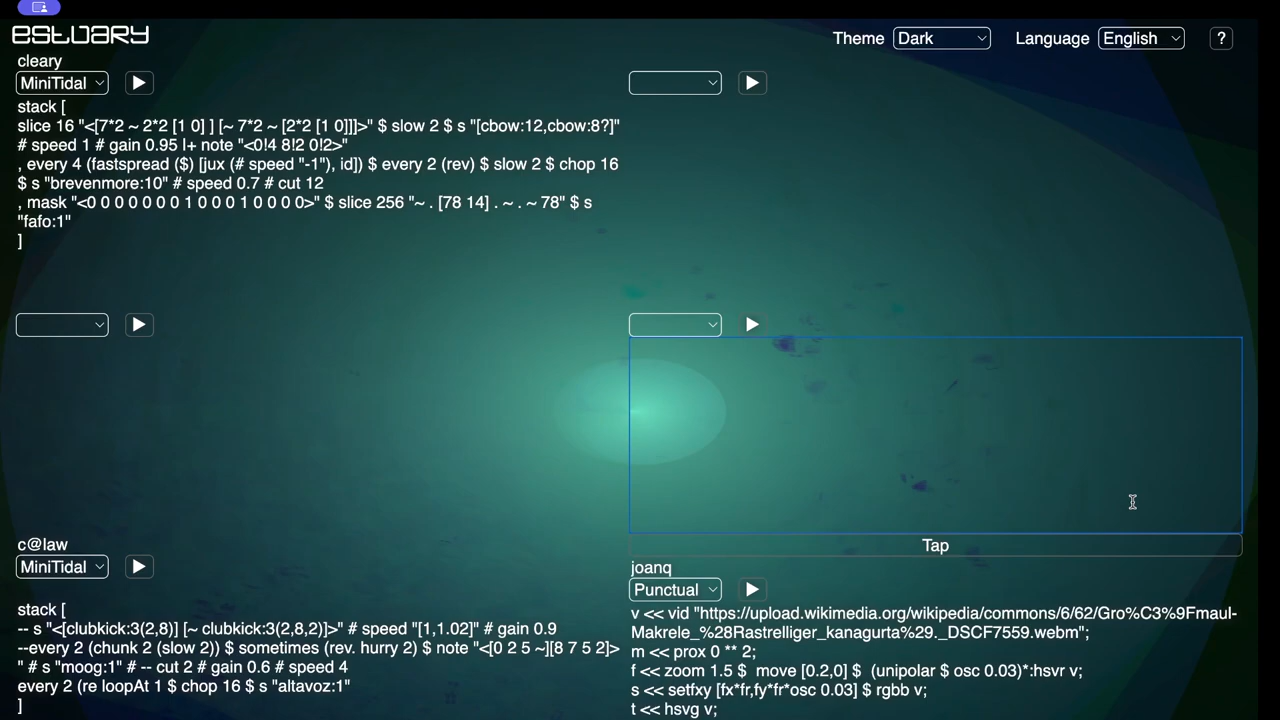 estuary
Theme Dark Language English ?
cleary
MiniTidal
stack [
slice 16 "<[7*2 ~ 2*2 [1 0] ] [~ 7*2 ~ [2*2 [1 0]]]>" $ slow 2 $ s "[cbow:12,cbow:8?]"
# speed 1 # gain 0.95 |+ note "<0!4 8!2 0!2>"
, every 4 (fastspread ($) [jux (# speed "-1"), id]) $ every 2 (rev) $ slow 2 $ chop 16
$ s "brevenmore:10" # speed 0.7 # cut 12
, mask "<0 0 0 0 0 0 0 1 0 0 0 1 0 0 0 0>" $ slice 256 "~ . [78 14] . ~ . ~ 78" $ s
"fafo:1"
]
c@law
MiniTidal
stack [
-- s "<[clubkick:3(2,8)] [~ clubkick:3(2,8,2)]>" # speed "[1,1.02]" # gain 0.9
--every 2 (chunk 2 (slow 2)) $ sometimes (rev. hurry 2) $ note "<[0 2 5 ~][8 7 5 2]>
" # s "moog:1" # -- cut 2 # gain 0.6 # speed 4
every 2 (re loopAt 1 $ chop 16 $ s "altavoz:1"
]
Tap
joanq
Punctual
v << vid "https://upload.wikimedia.org/wikipedia/commons/6/62/Gro%C3%9Fmaul-
Makrele_%28Rastrelliger_kanagurta%29._DSCF7559.webm";
m << prox 0 ** 2;
f << zoom 1.5 $  move [0.2,0] $  (unipolar $ osc 0.03)*:hsvr v;
s << setfxy [fx*fr,fy*fr*osc 0.03] $ rgbb v;
t << hsvg v;